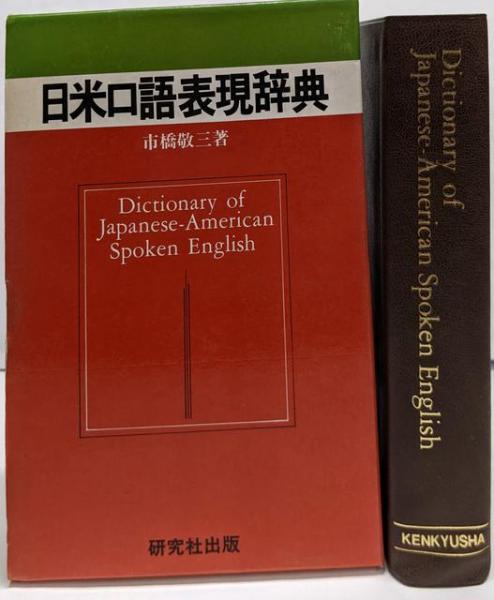 日米口語表現辞典
市橋敬三著
Dictionary of
Japanese-American
Spoken English
研究社出版
Dictionary of
Japanese-American Spoken English
KENKYUSHA